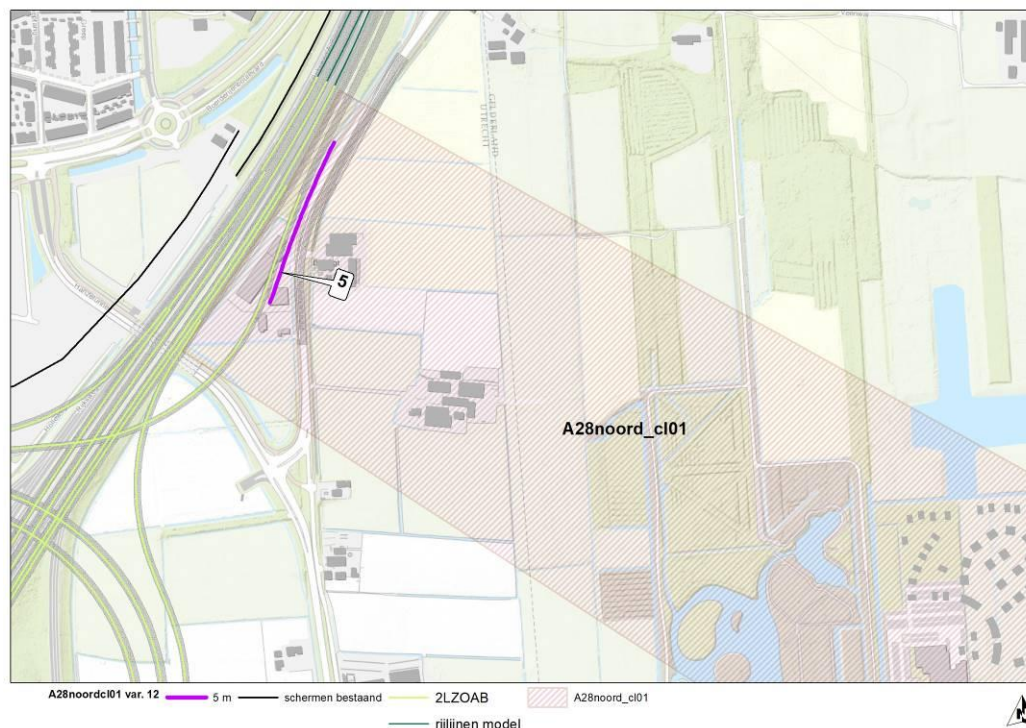 GELDERLAND
UTRECHT
5
A28noord_cl01
A28noordcl01 var. 12 5 m schermen bestaand 2LZOAB A28noord_cl01
rijlijnen model
N